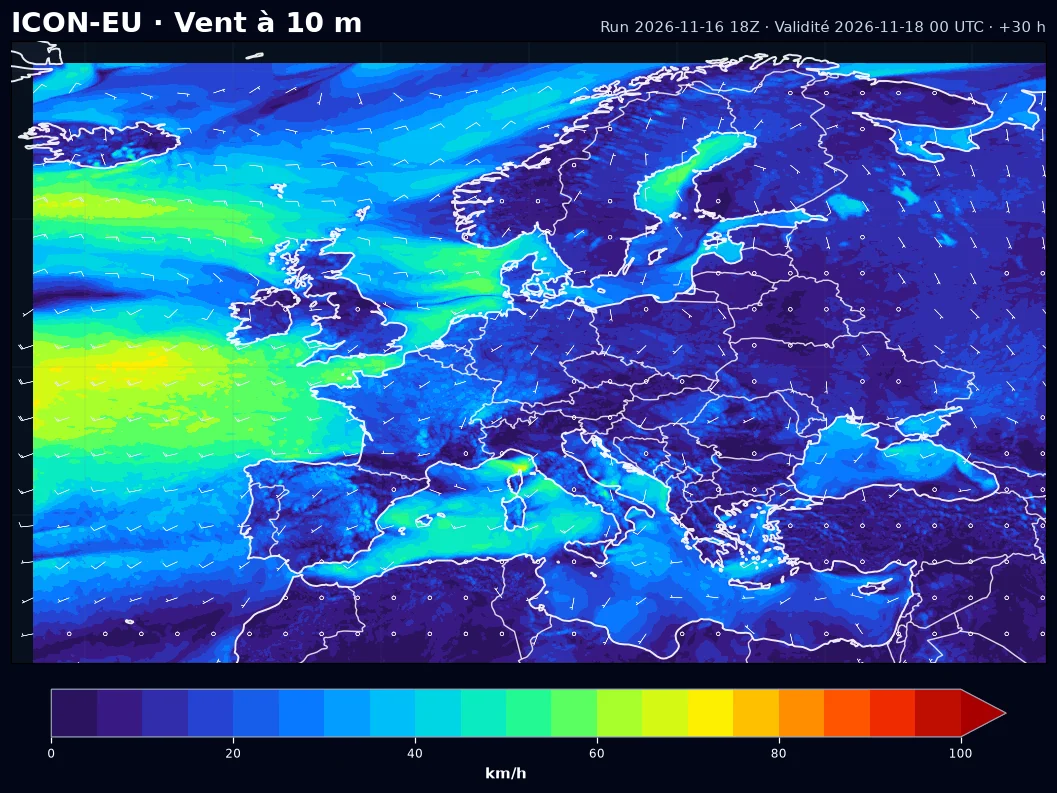 ICON-EU · Vent à 10 m
Run 2026-11-16 18Z · Validité 2026-11-18 00 UTC · +30 h
0 20 40 60 80 100
km/h